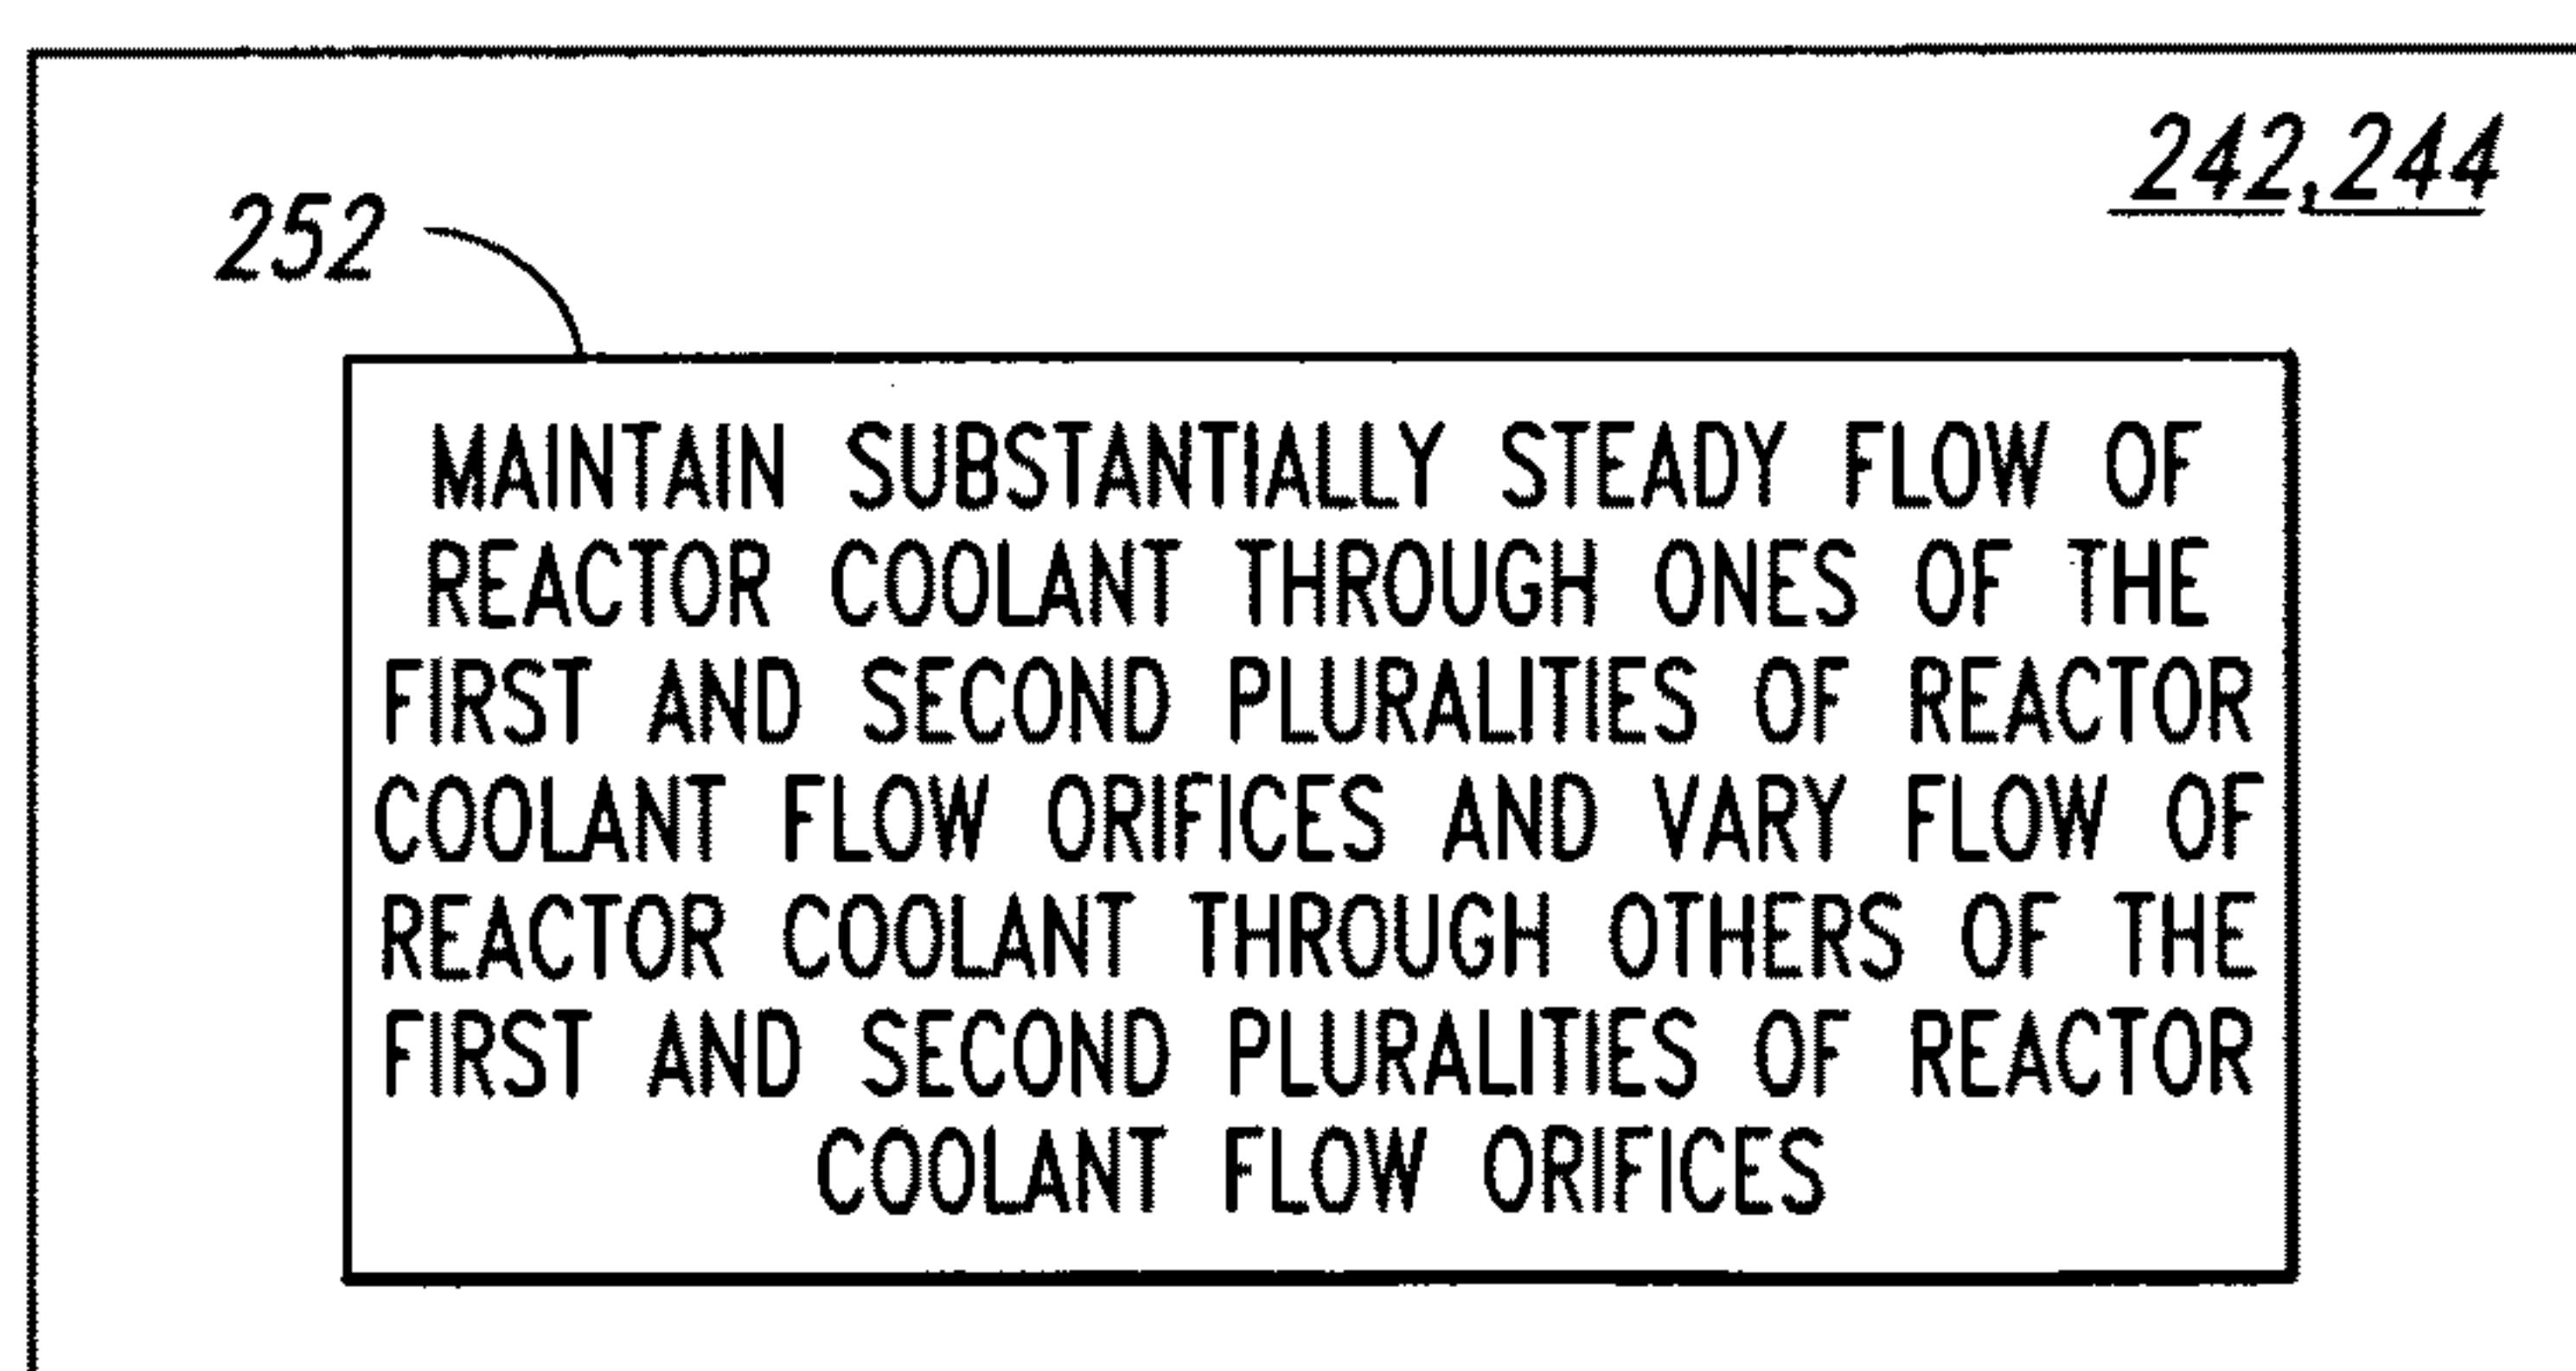 242,244
252
MAINTAIN SUBSTANTIALLY STEADY FLOW OF
REACTOR COOLANT THROUGH ONES OF THE
FIRST AND SECOND PLURALITIES OF REACTOR
COOLANT FLOW ORIFICES AND VARY FLOW OF
REACTOR COOLANT THROUGH OTHERS OF THE
FIRST AND SECOND PLURALITIES OF REACTOR
COOLANT FLOW ORIFICES